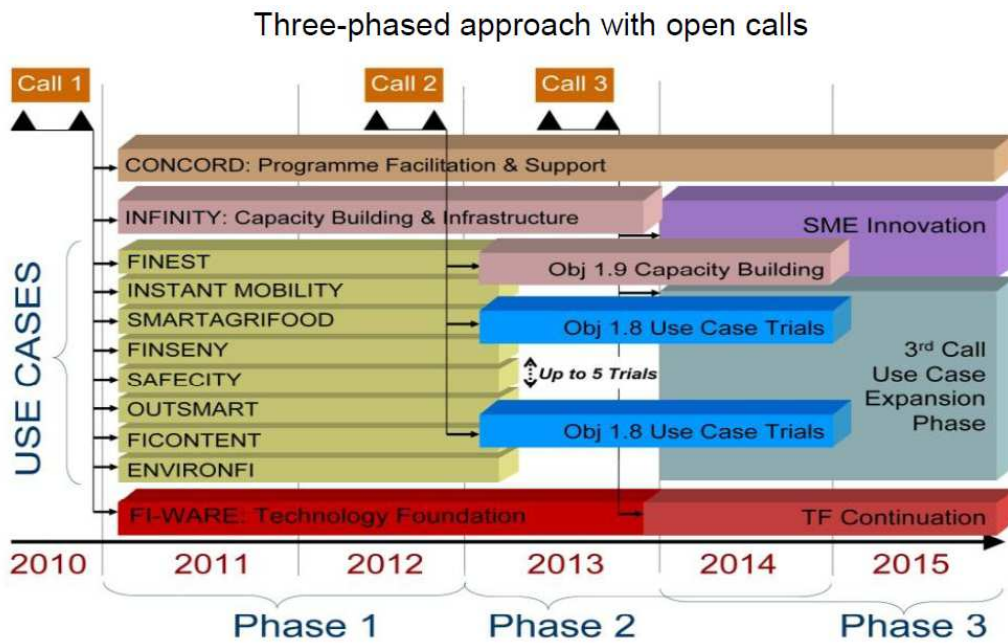 Three-phased approach with open calls
Call 1
Call 2
Call 3
CONCORD: Programme Facilitation & Support
INFINITY: Capacity Building & Infrastructure
SME Innovation
USE CASES
FINEST
Obj 1.9 Capacity Building
INSTANT MOBILITY
SMARTAGRIFOOD
Obj 1.8 Use Case Trials
FINSENY
SAFECITY
Up to 5 Trials
3rd Call
Use Case
Expansion
Phase
OUTSMART
FICONTENT
Obj 1.8 Use Case Trials
ENVIRONFI
FI-WARE: Technology Foundation
TF Continuation
2010
2011
2012
2013
2014
2015
Phase 1
Phase 2
Phase 3